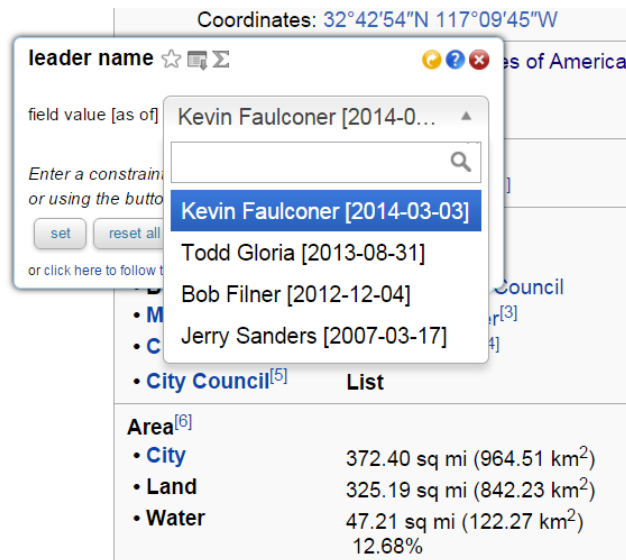 Coordinates: 32°42′54″N 117°09′45″W
leader name
es of America
field value [as of] Kevin Faulconer [2014-0...
Enter a constraint
or using the butto
Kevin Faulconer [2014-03-03]
set reset all
Todd Gloria [2013-08-31]
or click here to follow t
Council
Bob Filner [2012-12-04]
• M r[3]
Jerry Sanders [2007-03-17]
• C 4]
• City Council[5] List
Area[6]
• City 372.40 sq mi (964.51 km2)
• Land 325.19 sq mi (842.23 km2)
• Water 47.21 sq mi (122.27 km2)
12.68%